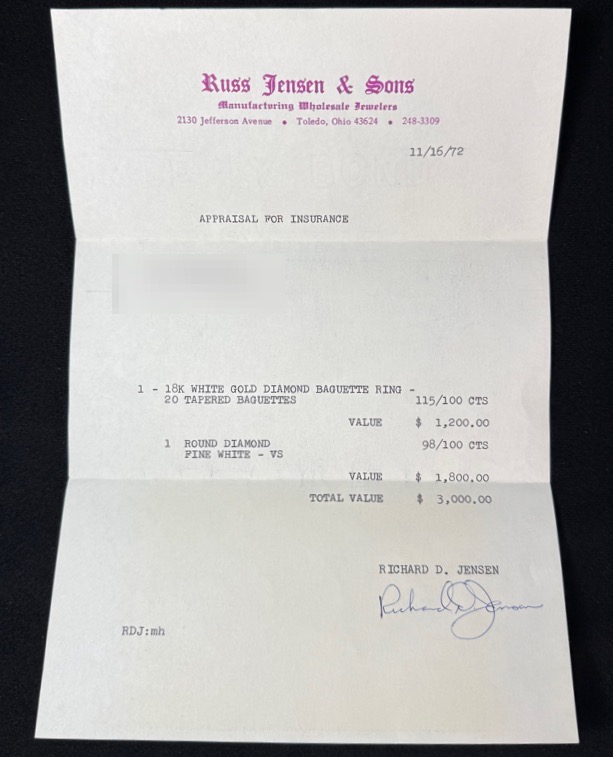 Russ Jensen & Sons
Manufacturing Wholesale Jewelers
2130 Jefferson Avenue • Toledo, Ohio 43624 • 248-3309
11/16/72
APPRAISAL FOR INSURANCE
1 - 18K WHITE GOLD DIAMOND BAGUETTE RING -
20 TAPERED BAGUETTES 115/100 CTS
VALUE $ 1,200.00
1 ROUND DIAMOND 98/100 CTS
FINE WHITE - VS
VALUE $ 1,800.00
TOTAL VALUE $ 3,000.00
RICHARD D. JENSEN
Richard D. Jensen
RDJ:mh